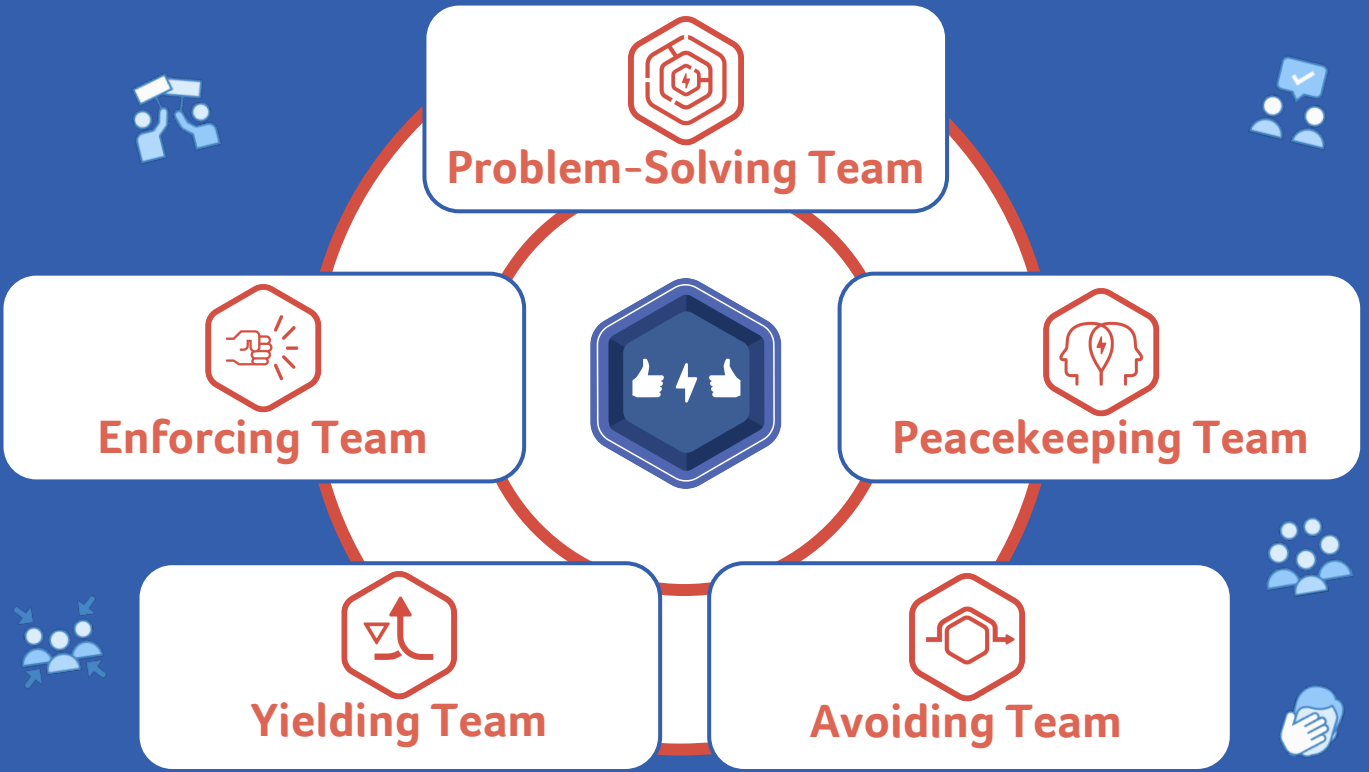 Problem-Solving Team
Enforcing Team
Peacekeeping Team
Yielding Team
Avoiding Team